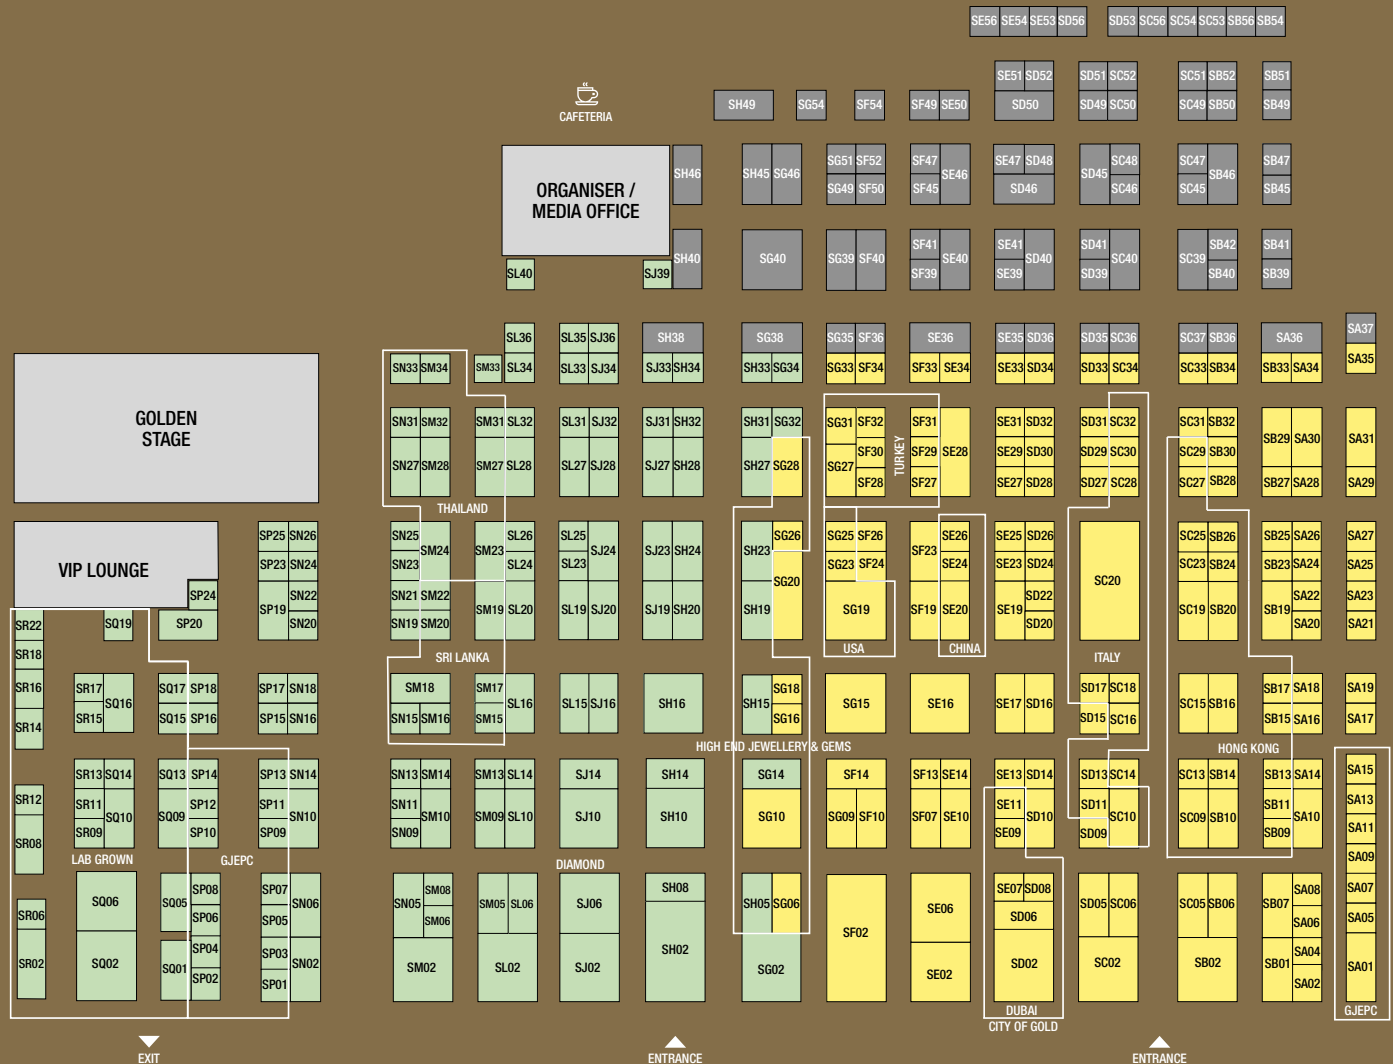 SE56 SE54 SE53 SD56 SD53 SC56 SC54 SC53 SB56 SB54
SE51 SD52 SD51 SC52 SC51 SB52 SB51
CAFETERIA
SH49 SG54 SF54 SF49 SE50 SD50 SD49 SC50 SC49 SB50 SB49
ORGANISER /
MEDIA OFFICE
SH46 SH45 SG46 SG51 SF52 SF47 SE46 SE47 SD48 SD45 SC48 SC47 SB46 SB47
SG49 SF50 SF45 SD46 SC46 SC45 SB45
SH40 SG40 SG39 SF40 SF41 SE40 SE41 SD40 SD41 SC40 SC39 SB42 SB41
SL40 SJ39 SF39 SE39 SD39 SB40 SB39
SL36 SL35 SJ36 SH38 SG38 SG35 SF36 SE36 SE35 SD36 SD35 SC36 SC37 SB36 SA36 SA37
SN33 SM34 SM33 SL34 SL33 SJ34 SJ33 SH34 SH33 SG34 SG33 SF34 SF33 SE34 SE33 SD34 SD33 SC34 SC33 SB34 SB33 SA34 SA35
GOLDEN
STAGE
SN31 SM32 SM31 SL32 SL31 SJ32 SJ31 SH32 SH31 SG32 SG31 SF32 SF31 SE31 SD32 SD31 SC32 SC31 SB32 SB29 SA30 SA31
SN27 SM28 SM27 SL28 SL27 SJ28 SJ27 SH28 SH27 SG28 SG27 SF30 SF29 SE28 SE29 SD30 SD29 SC30 SC29 SB30
SF28 SF27 SE27 SD28 SD27 SC28 SC27 SB28 SB27 SA28 SA29
TURKEY
THAILAND
VIP LOUNGE
SP25 SN26 SN25 SM24 SM23 SL26 SL25 SJ24 SJ23 SH24 SH23 SG26 SG25 SF26 SF23 SE26 SE25 SD26 SC20 SC25 SB26 SB25 SA26 SA27
SP23 SN24 SN23 SL24 SL23 SG20 SG23 SF24 SE24 SE23 SD24 SC23 SB24 SB23 SA24 SA25
SP24 SP19 SN22 SN21 SM22 SM19 SL20 SL19 SJ20 SJ19 SH20 SH19 SG19 SF19 SE20 SE19 SD22 SC19 SB20 SB19 SA22 SA23
SR22 SQ19 SP20 SN20 SN19 SM20 SD20 SA20 SA21
SR18 SRI LANKA USA CHINA ITALY
SR16 SR17 SQ16 SQ17 SP18 SP17 SN18 SM18 SM17 SL16 SL15 SJ16 SH16 SH15 SG18 SG15 SE16 SE17 SD16 SD17 SC18 SC15 SB16 SB17 SA18 SA19
SR14 SR15 SQ15 SP16 SP15 SN16 SN15 SM16 SM15 SG16 SD15 SC16 SB15 SA16 SA17
HIGH END JEWELLERY & GEMS HONG KONG
SR13 SQ14 SQ13 SP14 SP13 SN14 SN13 SM14 SM13 SL14 SJ14 SH14 SG14 SF14 SF13 SE14 SE13 SD14 SD13 SC14 SC13 SB14 SB13 SA14 SA15
SR12 SR11 SQ10 SQ09 SP12 SP11 SN10 SN11 SM10 SM09 SL10 SJ10 SH10 SG10 SG09 SF10 SF07 SE10 SE11 SD10 SD11 SC10 SC09 SB10 SB11 SA10 SA13
SR08 SR09 SP10 SP09 SN09 SE09 SD09 SB09 SA11
LAB GROWN GJEPC DIAMOND SA09
SQ06 SQ05 SP08 SP07 SN06 SN05 SM08 SM05 SL06 SJ06 SH08 SH05 SG06 SF02 SE06 SE07 SD08 SD05 SC06 SC05 SB06 SB07 SA08 SA07
SR06 SP06 SP05 SM06 SD06 SA06 SA05
SR02 SQ02 SQ01 SP04 SP03 SN02 SM02 SL02 SJ02 SH02 SG02 SE02 SD02 SC02 SB02 SB01 SA04 SA01
SP02 SP01 SA02
DUBAI GJEPC
CITY OF GOLD
EXIT ENTRANCE ENTRANCE